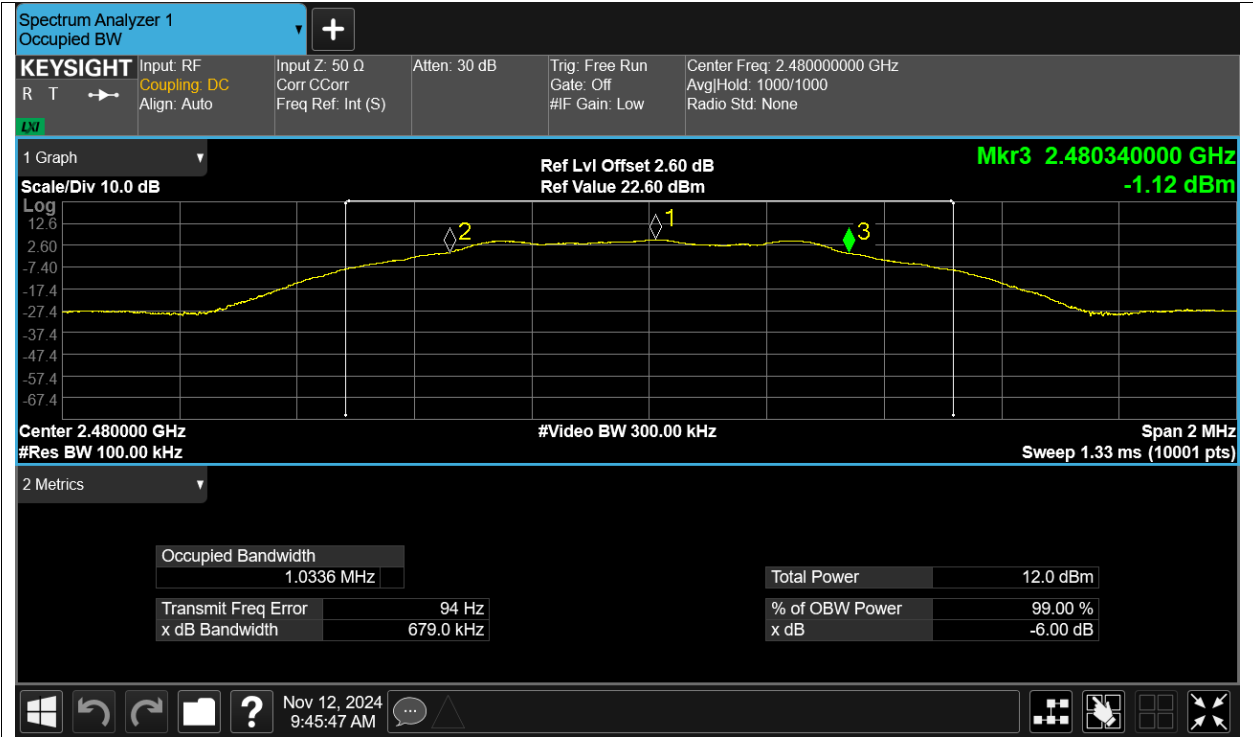 Spectrum Analyzer 1
Occupied BW
KEYSIGHT
R T
LXI
Input: RF
Coupling: DC
Align: Auto
Input Z: 50 Ω
Corr CCorr
Freq Ref: Int (S)
Atten: 30 dB
Trig: Free Run
Gate: Off
#IF Gain: Low
Center Freq: 2.480000000 GHz
Avg|Hold: 1000/1000
Radio Std: None
1 Graph
Scale/Div 10.0 dB
Ref Lvl Offset 2.60 dB
Ref Value 22.60 dBm
Mkr3 2.480340000 GHz
-1.12 dBm
Log
12.6
2.60
-7.40
-17.4
-27.4
-37.4
-47.4
-57.4
-67.4
2
1
3
Center 2.480000 GHz
#Res BW 100.00 kHz
#Video BW 300.00 kHz
Span 2 MHz
Sweep 1.33 ms (10001 pts)
2 Metrics
Occupied Bandwidth
1.0336 MHz
Transmit Freq Error 94 Hz
x dB Bandwidth 679.0 kHz
Total Power 12.0 dBm
% of OBW Power 99.00 %
x dB -6.00 dB
?
Nov 12, 2024
9:45:47 AM